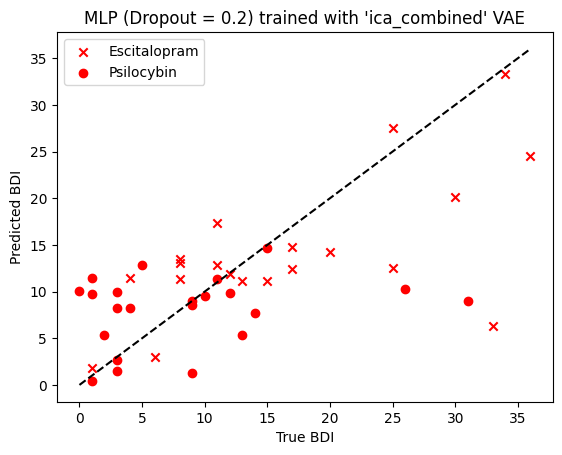 MLP (Dropout = 0.2) trained with 'ica_combined' VAE
Escitalopram
Psilocybin
Predicted BDI
35
30
25
20
15
10
5
0
0 5 10 15 20 25 30 35
True BDI